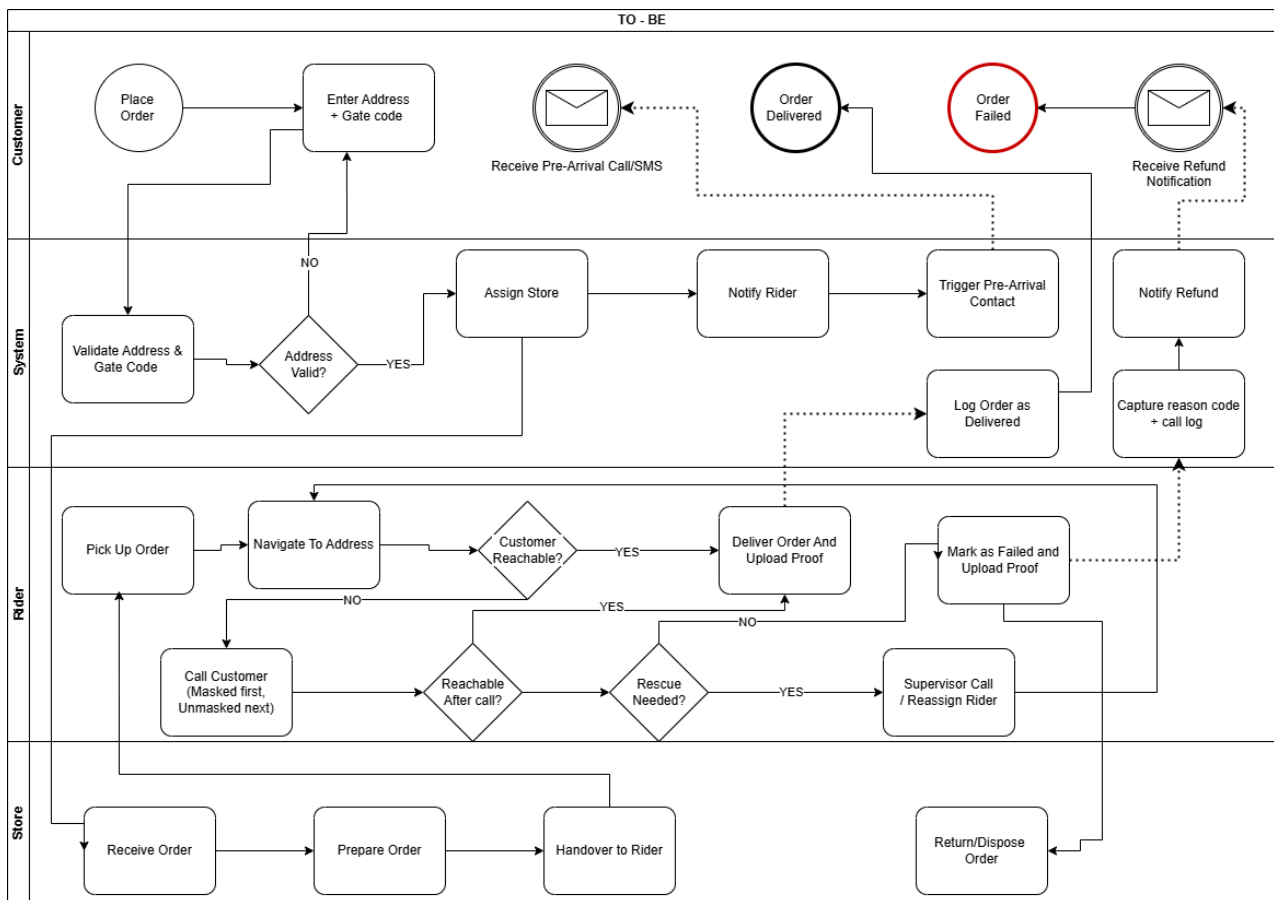 TO - BE
Customer
Place
Order
Enter Address
+ Gate code
Receive Pre-Arrival Call/SMS
Order
Delivered
Order
Failed
Receive Refund
Notification
System
Validate Address &
Gate Code
NO
Address
Valid?
YES
Assign Store
Notify Rider
Trigger Pre-Arrival
Contact
Notify Refund
Log Order as
Delivered
Capture reason code
+ call log
Rider
Pick Up Order
Navigate To Address
Customer
Reachable?
YES
Deliver Order And
Upload Proof
Mark as Failed and
Upload Proof
NO
YES
NO
Call Customer
(Masked first,
Unmasked next)
Reachable
After call?
Rescue
Needed?
YES
Supervisor Call
/ Reassign Rider
Store
Receive Order
Prepare Order
Handover to Rider
Return/Dispose
Order